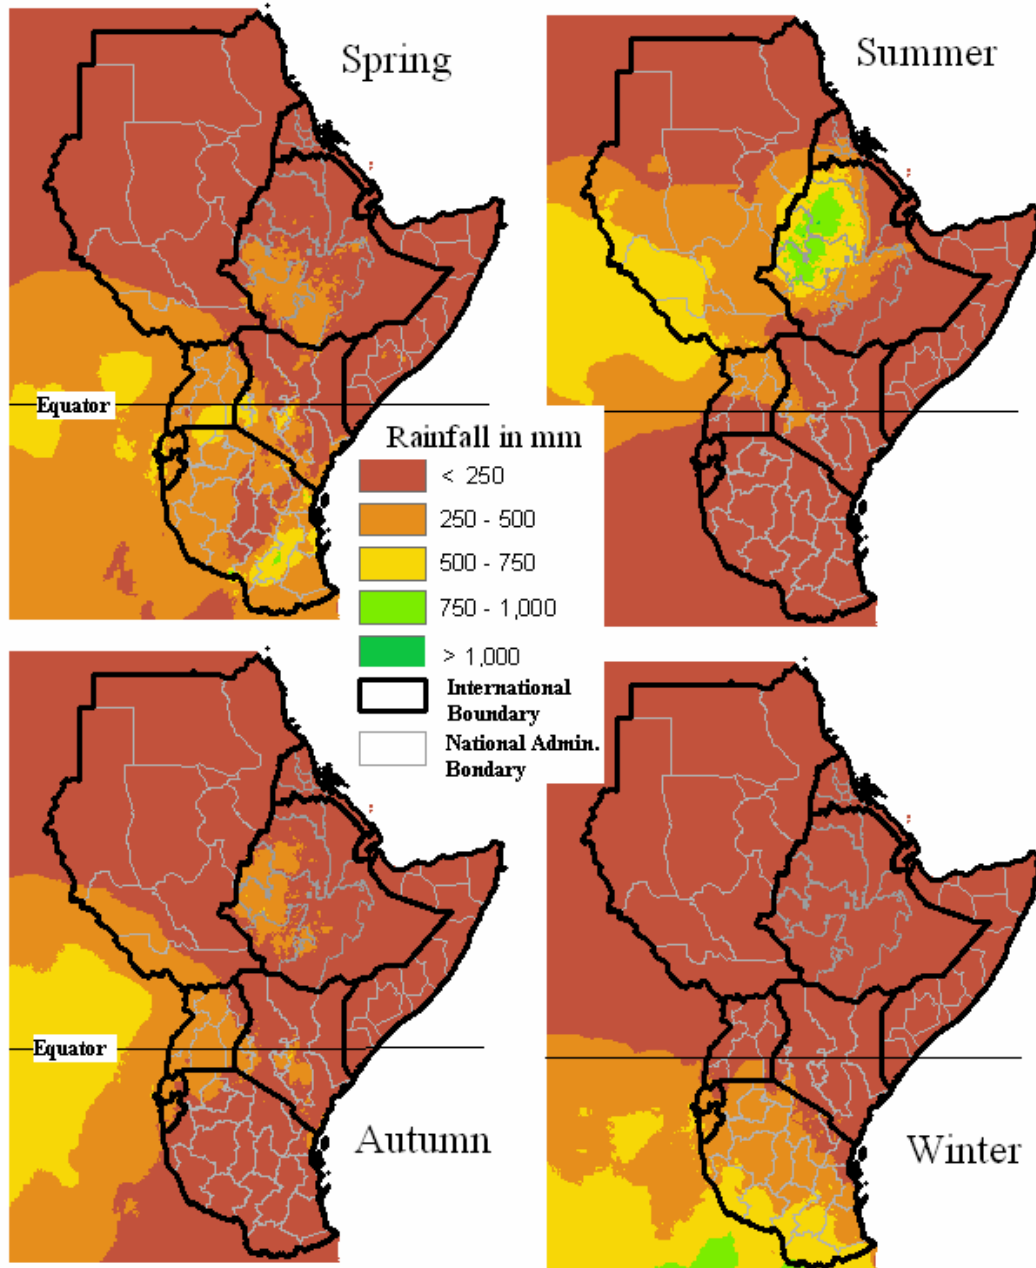 Spring
Summer
Equator
Rainfall in mm
< 250
250 - 500
500 - 750
750 - 1,000
> 1,000
International
Boundary
National Admin.
Bondary
Equator
Autumn
Winter